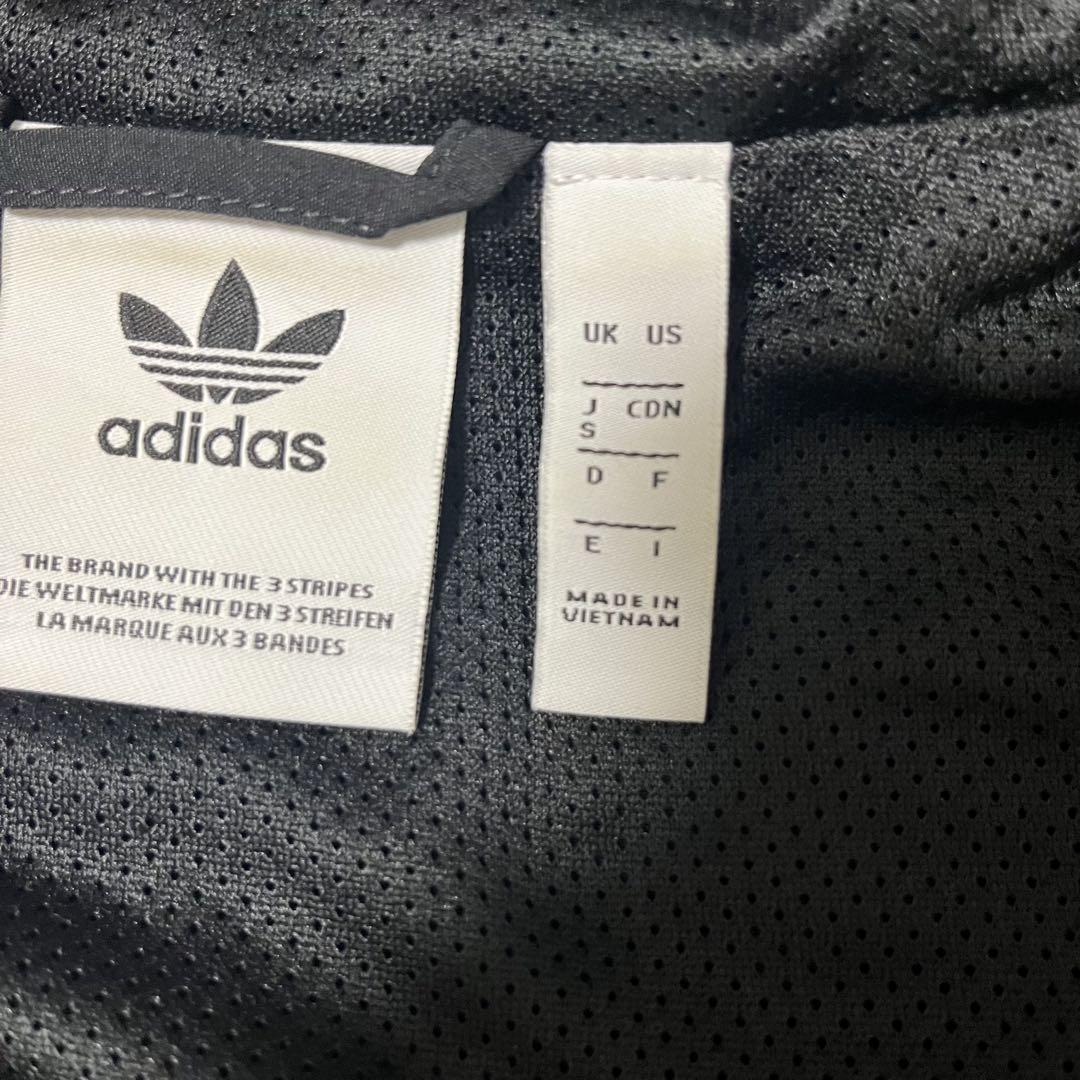 adidas
THE BRAND WITH THE 3 STRIPES
DIE WELTMARKE MIT DEN 3 STREIFEN
LA MARQUE AUX 3 BANDES
UK US
J CDN
S
D F
E I
MADE IN
VIETNAM